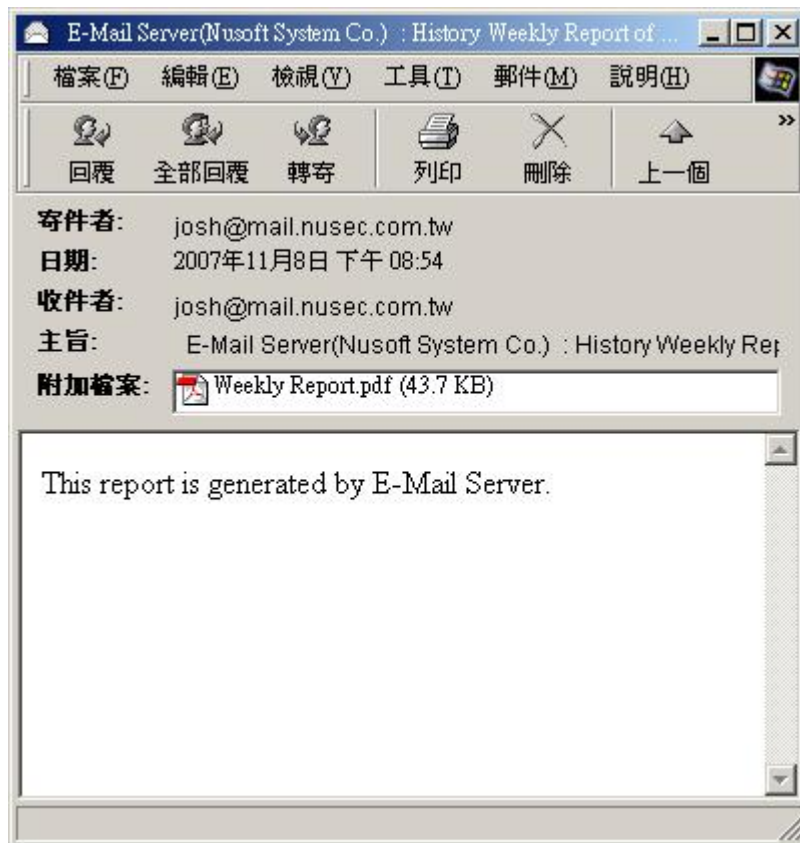 E-Mail Server(Nusoft System Co.) : History Weekly Report of ...
檔案(F) 編輯(E) 檢視(V) 工具(T) 郵件(M) 說明(H)
回覆 全部回覆 轉寄 列印 刪除 上一個 »
寄件者: josh@mail.nusec.com.tw
日期: 2007年11月8日 下午 08:54
收件者: josh@mail.nusec.com.tw
主旨: E-Mail Server(Nusoft System Co.) : History Weekly Rep
附加檔案: Weekly Report.pdf (43.7 KB)
This report is generated by E-Mail Server.